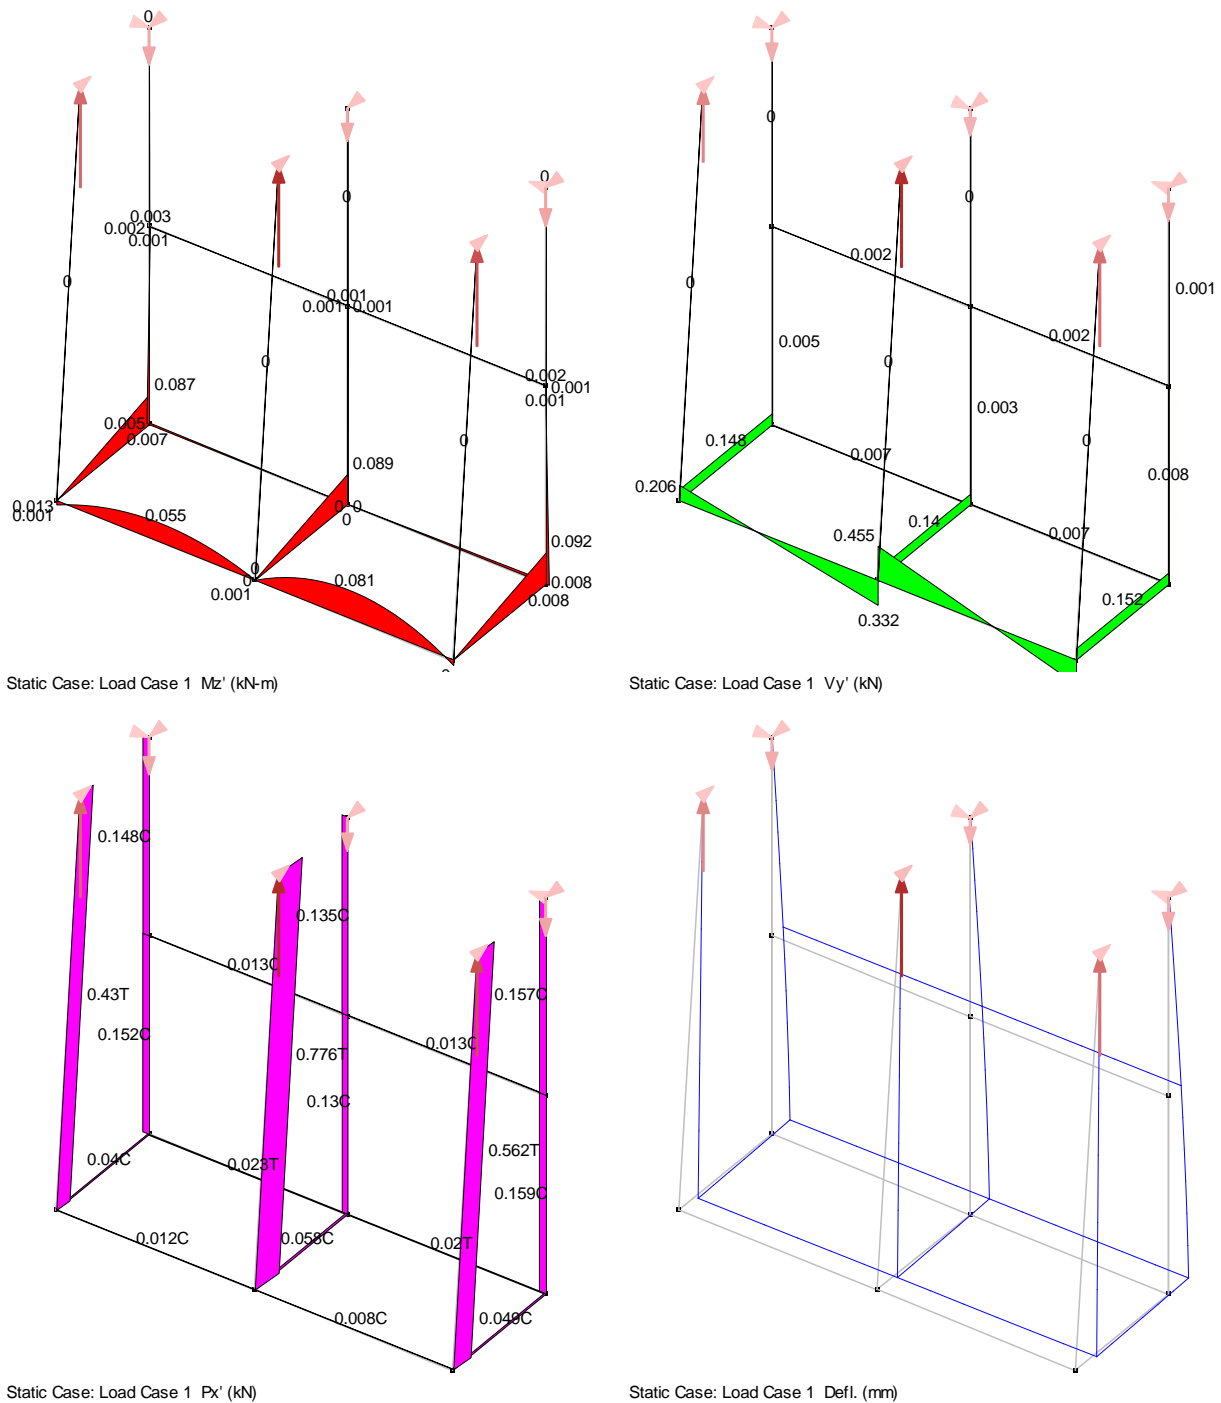 0
0
0
0.003
0.002
0.001
0
0.001
0.001
0.001
0
0.002
0.001
0.001
0.087
0.005
0.007
0
0.089
0.013
0.001
0.055
0 0
0
0.092
0
0
0.001
0.081
0.008
0.008
Static Case: Load Case 1 Mz' (kN-m)
0
0
0.002
0
0.001
0.002
0.005
0
0.003
0.148
0
0.007
0.008
0.206
0.14
0.455
0.007
0.152
0.332
Static Case: Load Case 1 Vy' (kN)
0.148C
0.135C
0.013C
0.43T
0.157C
0.152C
0.013C
0.776T
0.13C
0.562T
0.04C
0.023T
0.159C
0.012C
0.058C
0.02T
0.008C
0.049C
Static Case: Load Case 1 Px' (kN)
Static Case: Load Case 1 Defl. (mm)